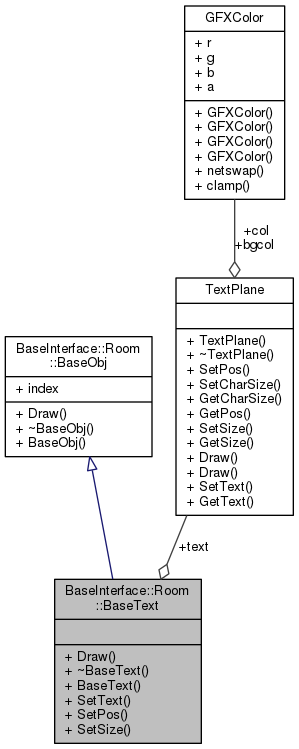 GFXColor
+ r
+ g
+ b
+ a
+ GFXColor()
+ GFXColor()
+ GFXColor()
+ GFXColor()
+ netswap()
+ clamp()
+col
+bgcol
TextPlane
+ TextPlane()
+ ~TextPlane()
+ SetPos()
+ SetCharSize()
+ GetCharSize()
+ GetPos()
+ SetSize()
+ GetSize()
+ Draw()
+ Draw()
+ SetText()
+ GetText()
BaseInterface::Room
::BaseObj
+ index
+ Draw()
+ ~BaseObj()
+ BaseObj()
+text
BaseInterface::Room
::BaseText
+ Draw()
+ ~BaseText()
+ BaseText()
+ SetText()
+ SetPos()
+ SetSize()